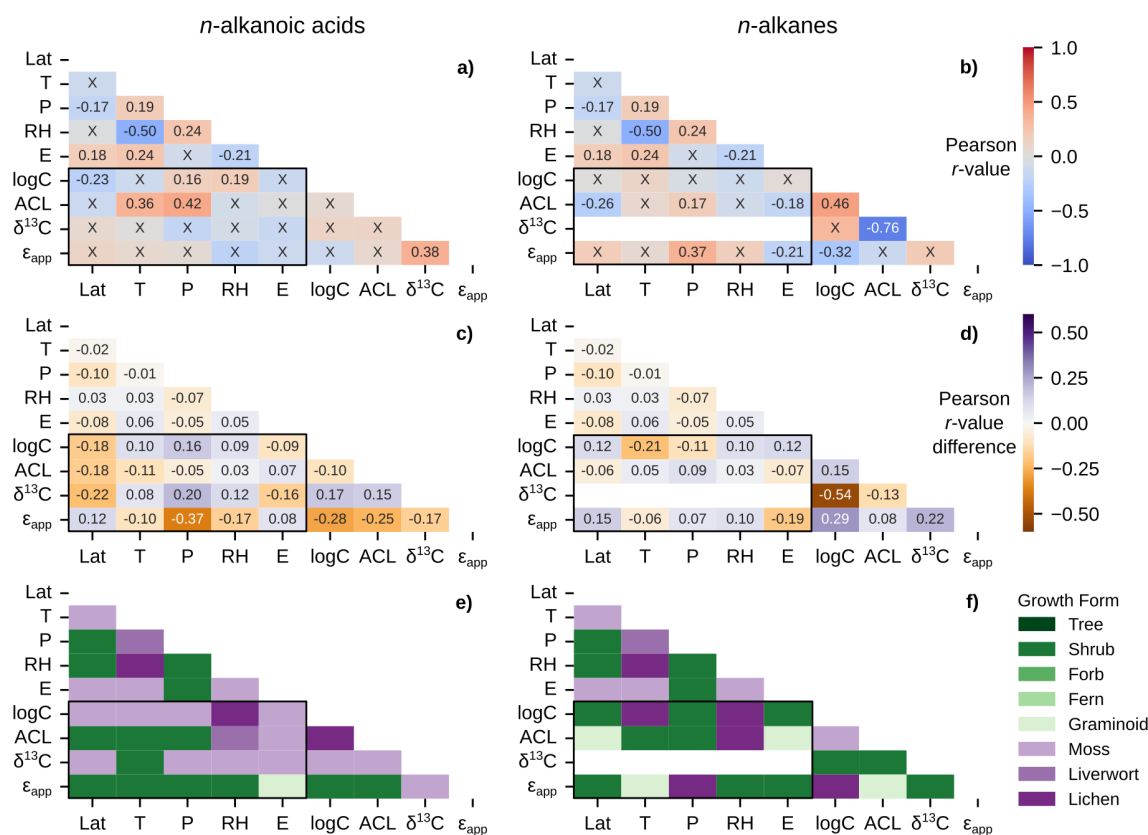 n-alkanoic acids
n-alkanes
Lat
T
P
RH
E
logC
ACL
δ¹³C
εapp
a)
X
-0.17 0.19
X -0.50 0.24
0.18 0.24 X -0.21
-0.23 X 0.16 0.19 X
X 0.36 0.42 X X X
X X X X X X X
X X X X X X X 0.38
Lat T P RH E logC ACL δ¹³C εapp
Lat
T
P
RH
E
logC
ACL
δ¹³C
εapp
b)
X
-0.17 0.19
X -0.50 0.24
0.18 0.24 X -0.21
X X X X X
-0.26 X 0.17 X -0.18 0.46
X -0.76
X X 0.37 X -0.21 -0.32 X X
Lat T P RH E logC ACL δ¹³C εapp
Pearson
r-value
1.0
0.5
0.0
−0.5
−1.0
Lat
T
P
RH
E
logC
ACL
δ¹³C
εapp
c)
-0.02
-0.10 -0.01
0.03 0.03 -0.07
-0.08 0.06 -0.05 0.05
-0.18 0.10 0.16 0.09 -0.09
-0.18 -0.11 -0.05 0.03 0.07 -0.10
-0.22 0.08 0.20 0.12 -0.16 0.17 0.15
0.12 -0.10 -0.37 -0.17 0.08 -0.28 -0.25 -0.17
Lat T P RH E logC ACL δ¹³C εapp
Lat
T
P
RH
E
logC
ACL
δ¹³C
εapp
d)
-0.02
-0.10 -0.01
0.03 0.03 -0.07
-0.08 0.06 -0.05 0.05
0.12 -0.21 -0.11 0.10 0.12
-0.06 0.05 0.09 0.03 -0.07 0.15
-0.54 -0.13
0.15 -0.06 0.07 0.10 -0.19 0.29 0.08 0.22
Lat T P RH E logC ACL δ¹³C εapp
Pearson
r-value
difference
0.50
0.25
0.00
−0.25
−0.50
Lat
T
P
RH
E
logC
ACL
δ¹³C
εapp
e)
Lat T P RH E logC ACL δ¹³C εapp
Lat
T
P
RH
E
logC
ACL
δ¹³C
εapp
f)
Lat T P RH E logC ACL δ¹³C εapp
Growth Form
Tree
Shrub
Forb
Fern
Graminoid
Moss
Liverwort
Lichen